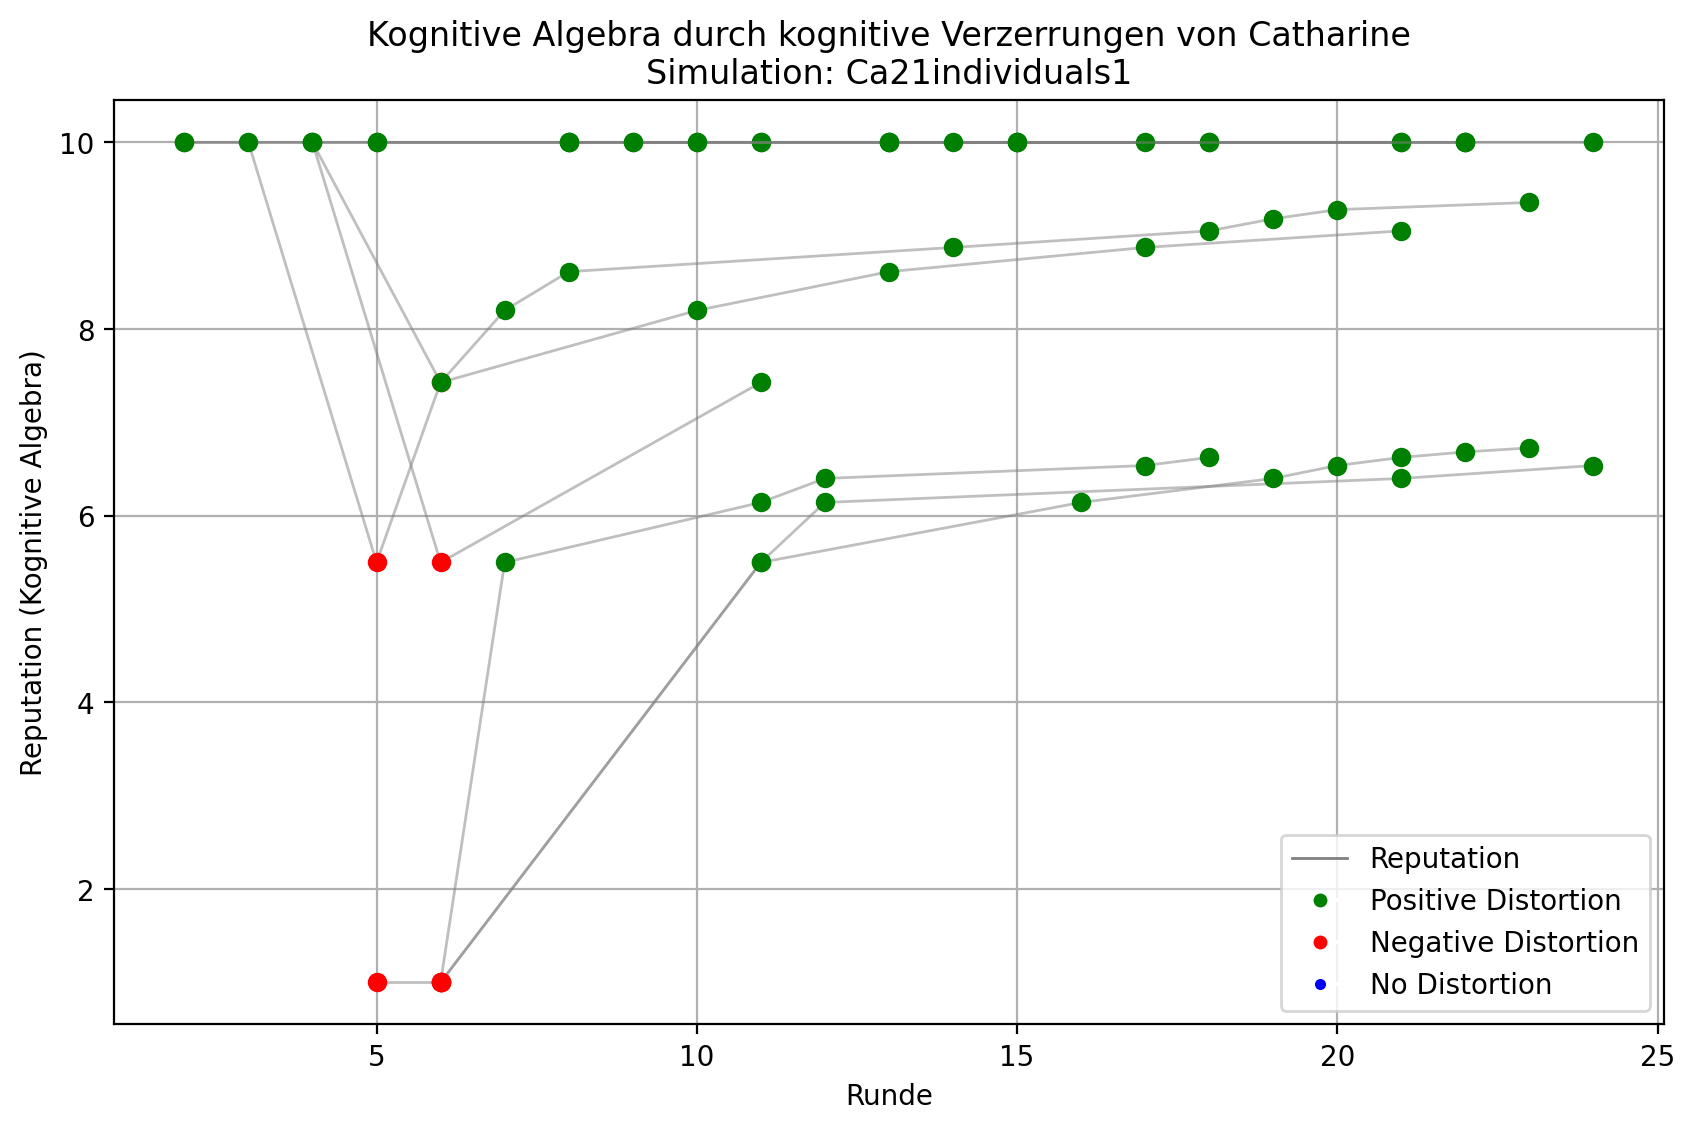 Kognitive Algebra durch kognitive Verzerrungen von Catharine
Simulation: Ca21individuals1
Reputation (Kognitive Algebra)
10
8
6
4
2
5
10
15
20
25
Runde
Reputation
Positive Distortion
Negative Distortion
No Distortion